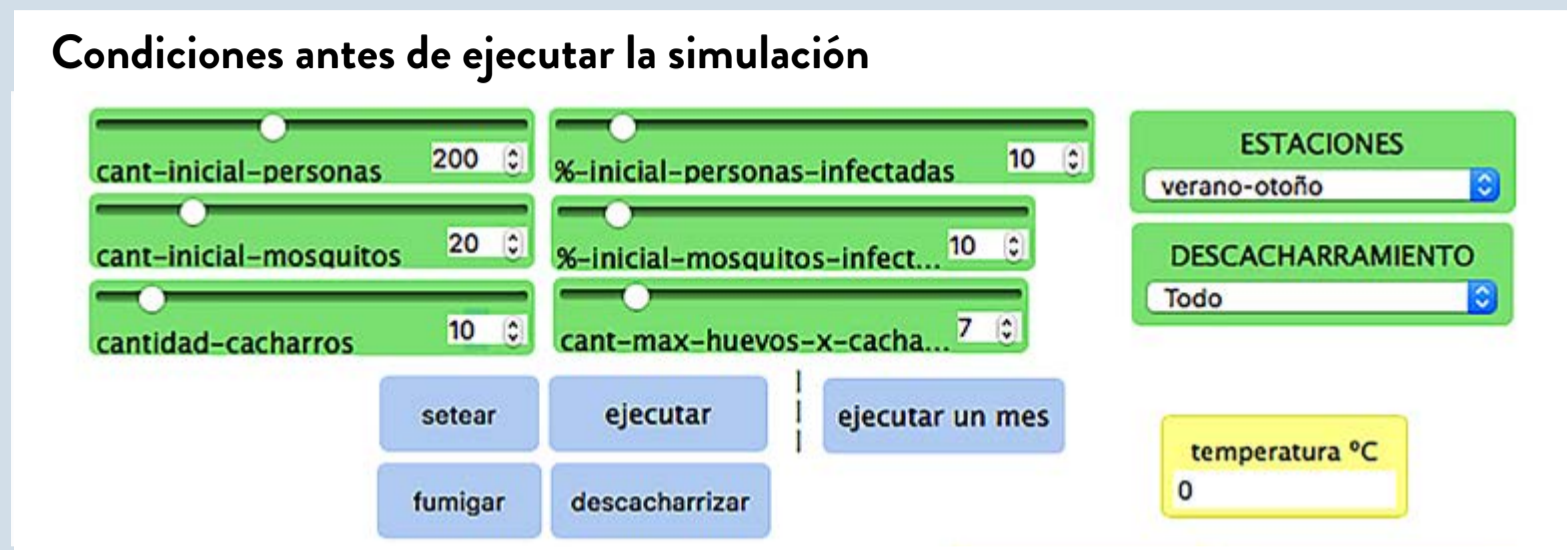 Condiciones antes de ejecutar la simulación
cant-inicial-personas 200
%-inicial-personas-infectadas 10
ESTACIONES
verano-otoño
cant-inicial-mosquitos 20
%-inicial-mosquitos-infect... 10
DESCACHARRAMIENTO
Todo
cantidad-cacharros 10
cant-max-huevos-x-cacha... 7
setear
ejecutar
ejecutar un mes
fumigar
descacharrizar
temperatura ºC
0